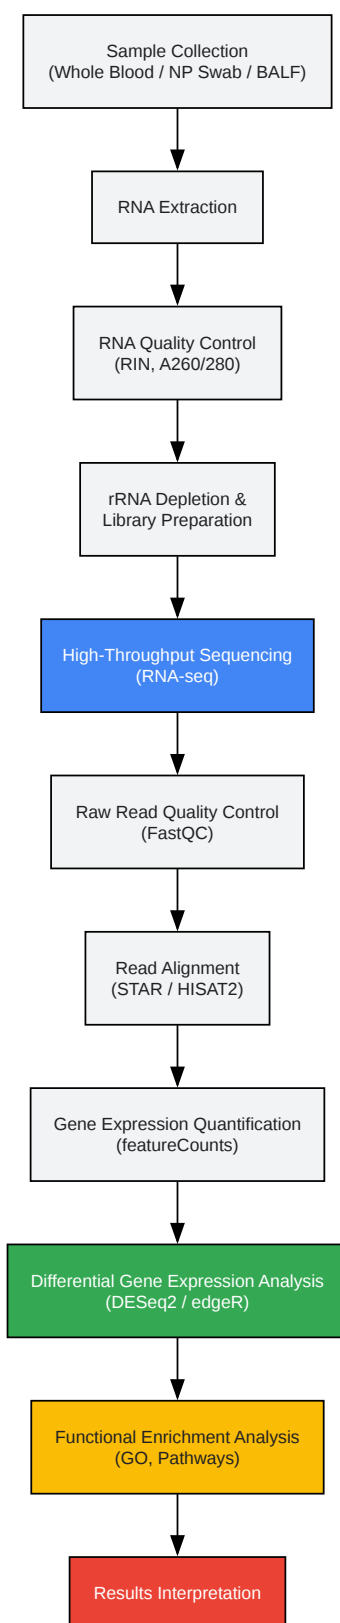 Sample Collection
(Whole Blood / NP Swab / BALF)
RNA Extraction
RNA Quality Control
(RIN, A260/280)
rRNA Depletion &
Library Preparation
High-Throughput Sequencing
(RNA-seq)
Raw Read Quality Control
(FastQC)
Read Alignment
(STAR / HISAT2)
Gene Expression Quantification
(featureCounts)
Differential Gene Expression Analysis
(DESeq2 / edgeR)
Functional Enrichment Analysis
(GO, Pathways)
Results Interpretation